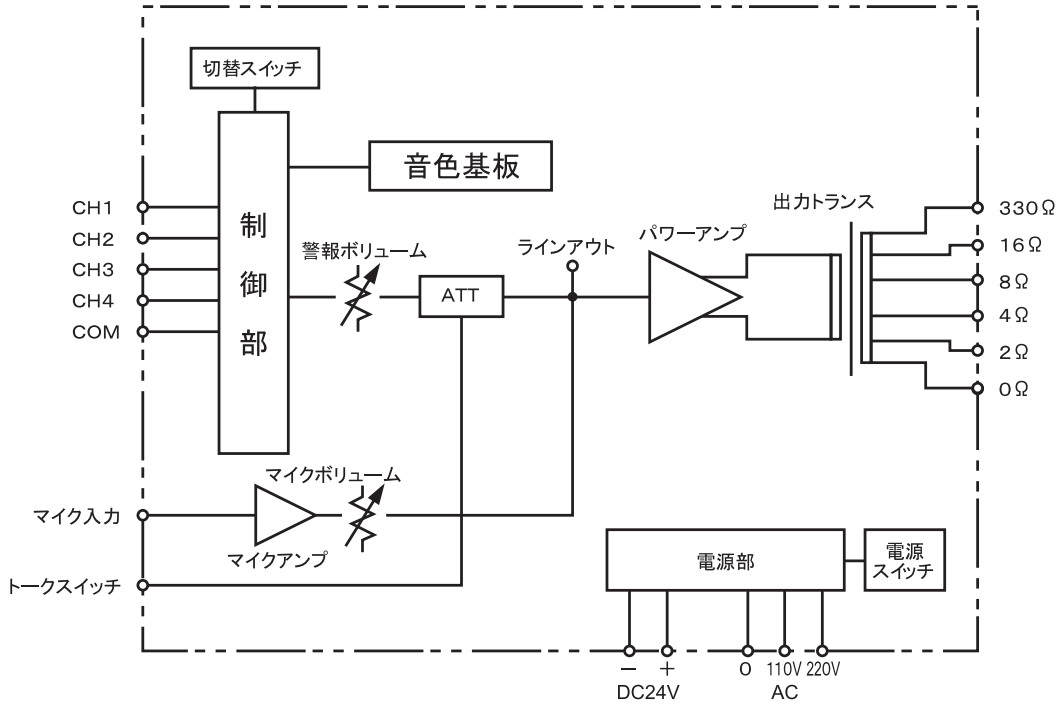 切替スイッチ
音色基板
制
御
部
CH1
CH2
CH3
CH4
COM
警報ボリューム
ATT
ラインアウト
パワーアンプ
出力トランス
330Ω
16Ω
8Ω
4Ω
2Ω
0Ω
マイクボリューム
マイク入力
マイクアンプ
トークスイッチ
電源部
電源
スイッチ
− + 0 110V 220V
DC24V AC